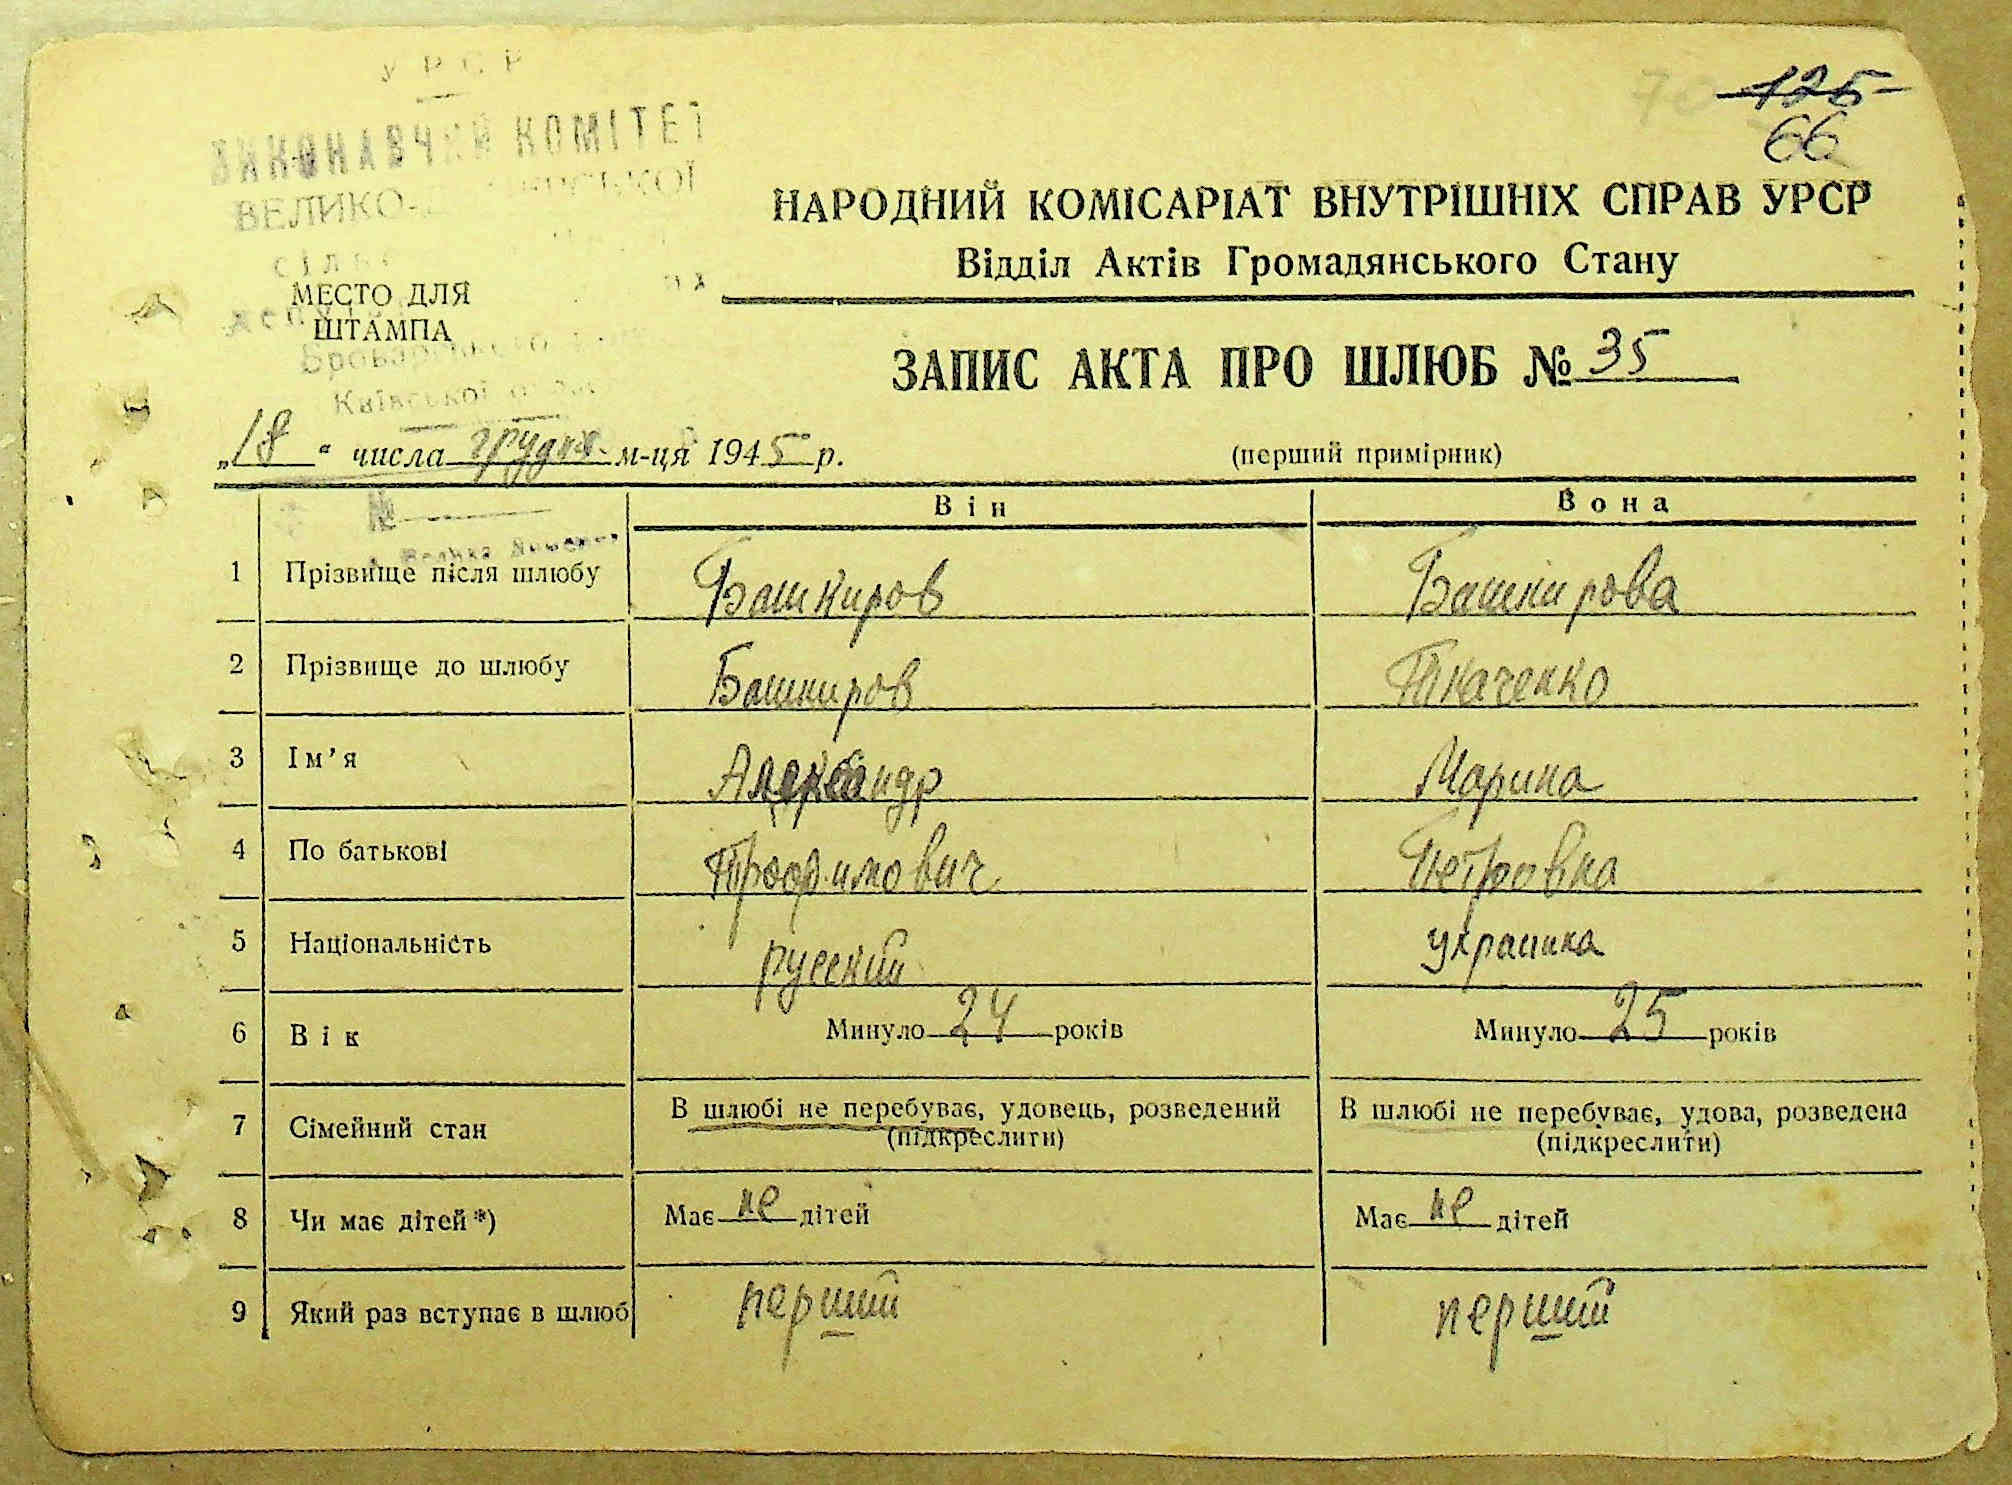 УРСР
ВИКОНАВЧИЙ КОМІТЕТ
ВЕЛИКО-
МЕСТО ДЛЯ
ШТАМПА
Київської
70 125
66
НАРОДНИЙ КОМІСАРІАТ ВНУТРІШНІХ СПРАВ УРСР
Відділ Актів Громадянського Стану
ЗАПИС АКТА ПРО ШЛЮБ № 35
„18“ числа грудня м-ця 1945 р.
(перший примірник)
№
Він Вона
1 Прізвище після шлюбу Башкиров Башкирова
2 Прізвище до шлюбу Башкиров Ткаченко
3 Ім’я Александр Марина
4 По батькові Трофимович Петровна
5 Національність русский украинка
6 Вік Минуло 24 років Минуло 25 років
7 Сімейний стан В шлюбі не перебуває, удовець, розведений В шлюбі не перебуває, удова, розведена
(підкреслити) (підкреслити)
8 Чи має дітей*) Має не дітей Має не дітей
9 Який раз вступає в шлюб перший перший